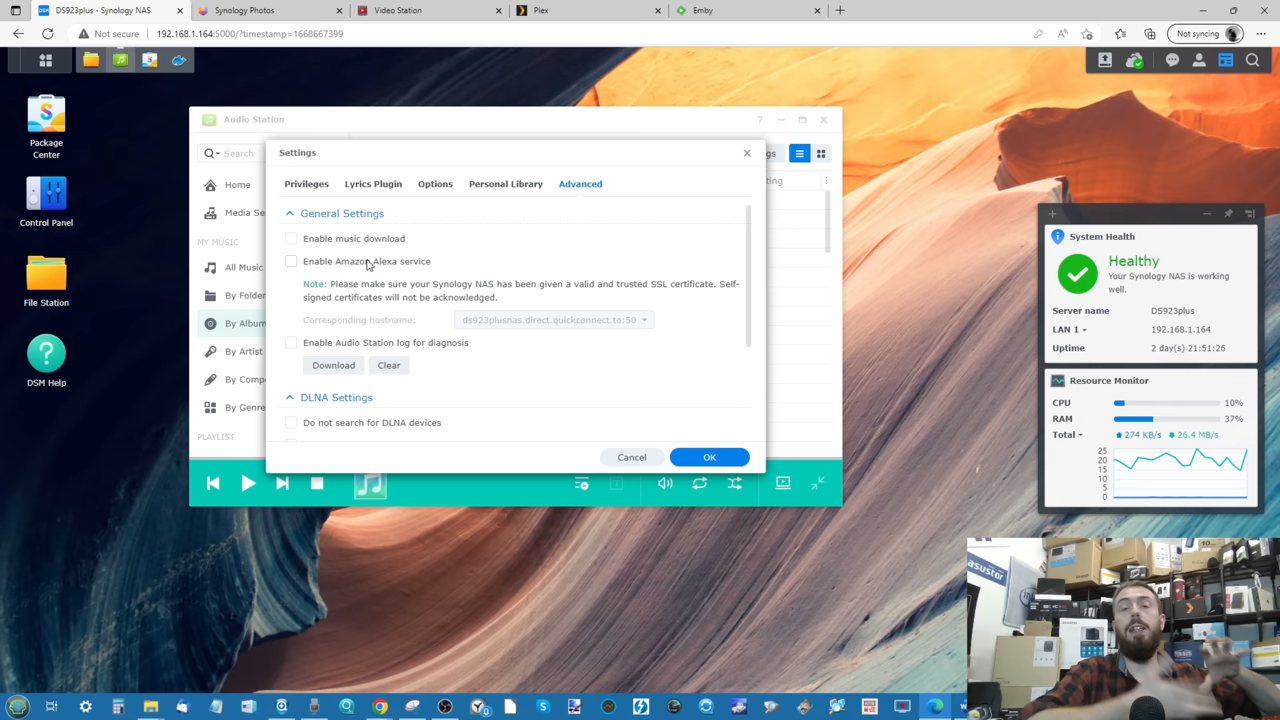 DS923plus - Synology NAS
Synology Photos
Video Station
Plex
Emby
Not secure
192.168.1.164:5000/?timestamp=1668667399
Not syncing
Package
Center
Control Panel
File Station
DSM Help
Audio Station
Search
Home
Media Se
MY MUSIC
All Music
By Folder
By Album
By Artist
By Compo
By Genre
PLAYLIST
gs
ting
Settings
Privileges
Lyrics Plugin
Options
Personal Library
Advanced
General Settings
Enable music download
Enable Amazon Alexa service
Note: Please make sure your Synology NAS has been given a valid and trusted SSL certificate. Self-
signed certificates will not be acknowledged.
Corresponding hostname:
ds923plusnas.direct.quickconnect.to:50
Enable Audio Station log for diagnosis
Download
Clear
DLNA Settings
Do not search for DLNA devices
Cancel
OK
System Health
Healthy
Your Synology NAS is working
well.
Server name
DS923plus
LAN 1
192.168.1.164
Uptime
2 day(s) 21:51:26
Resource Monitor
CPU
10%
RAM
37%
Total
274 KB/s
26.4 MB/s
25
20
15
10
5
0
asustor